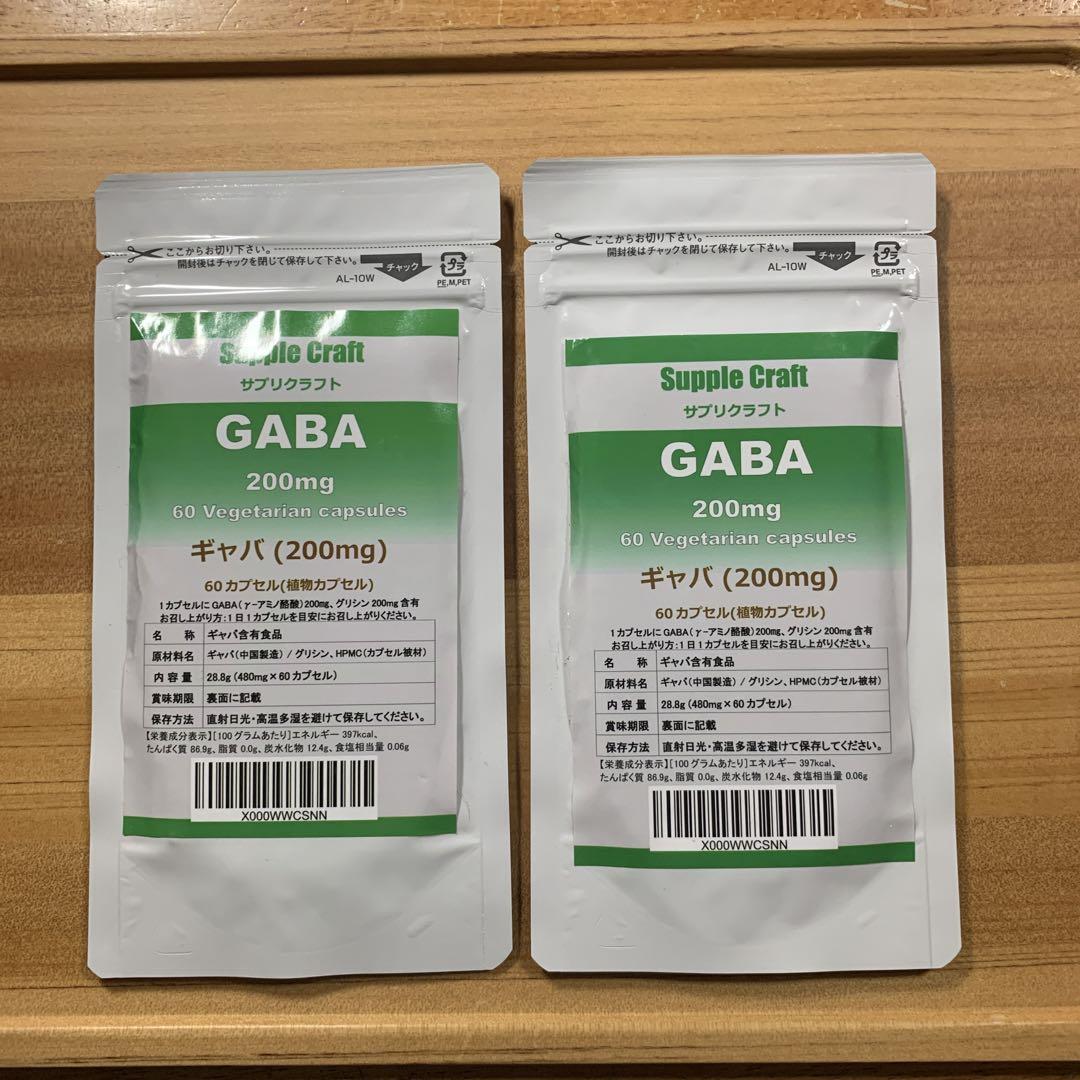 ここからお切り下さい。
開封後はチャックを閉じて保存して下さい。
チャック
プラ
AL-10W
PE,M,PET
Supple Craft
サプリクラフト
GABA
200mg
60 Vegetarian capsules
ギャバ (200mg)
60カプセル(植物カプセル)
1カプセルにGABA(γ-アミノ酪酸)200mg、グリシン200mg含有
お召し上がり方:1日1カプセルを目安にお召し上がりください。
名 称 ギャバ含有食品
原材料名 ギャバ(中国製造) / グリシン、HPMC(カプセル被材)
内容量 28.8g (480mg×60カプセル)
賞味期限 裏面に記載
保存方法 直射日光・高温多湿を避けて保存してください。
【栄養成分表示】[100グラムあたり]エネルギー 397kcal、
たんぱく質 86.9g、脂質 0.0g、炭水化物 12.4g、食塩相当量 0.06g
X000WWCSNN
ここからお切り下さい。
開封後はチャックを閉じて保存して下さい。
チャック
プラ
AL-10W
PE,M,PET
Supple Craft
サプリクラフト
GABA
200mg
60 Vegetarian capsules
ギャバ (200mg)
60カプセル(植物カプセル)
1カプセルにGABA(γ-アミノ酪酸)200mg、グリシン200mg含有
お召し上がり方:1日1カプセルを目安にお召し上がりください。
名 称 ギャバ含有食品
原材料名 ギャバ(中国製造) / グリシン、HPMC(カプセル被材)
内容量 28.8g (480mg×60カプセル)
賞味期限 裏面に記載
保存方法 直射日光・高温多湿を避けて保存してください。
【栄養成分表示】[100グラムあたり]エネルギー 397kcal、
たんぱく質 86.9g、脂質 0.0g、炭水化物 12.4g、食塩相当量 0.06g
X000WWCSNN